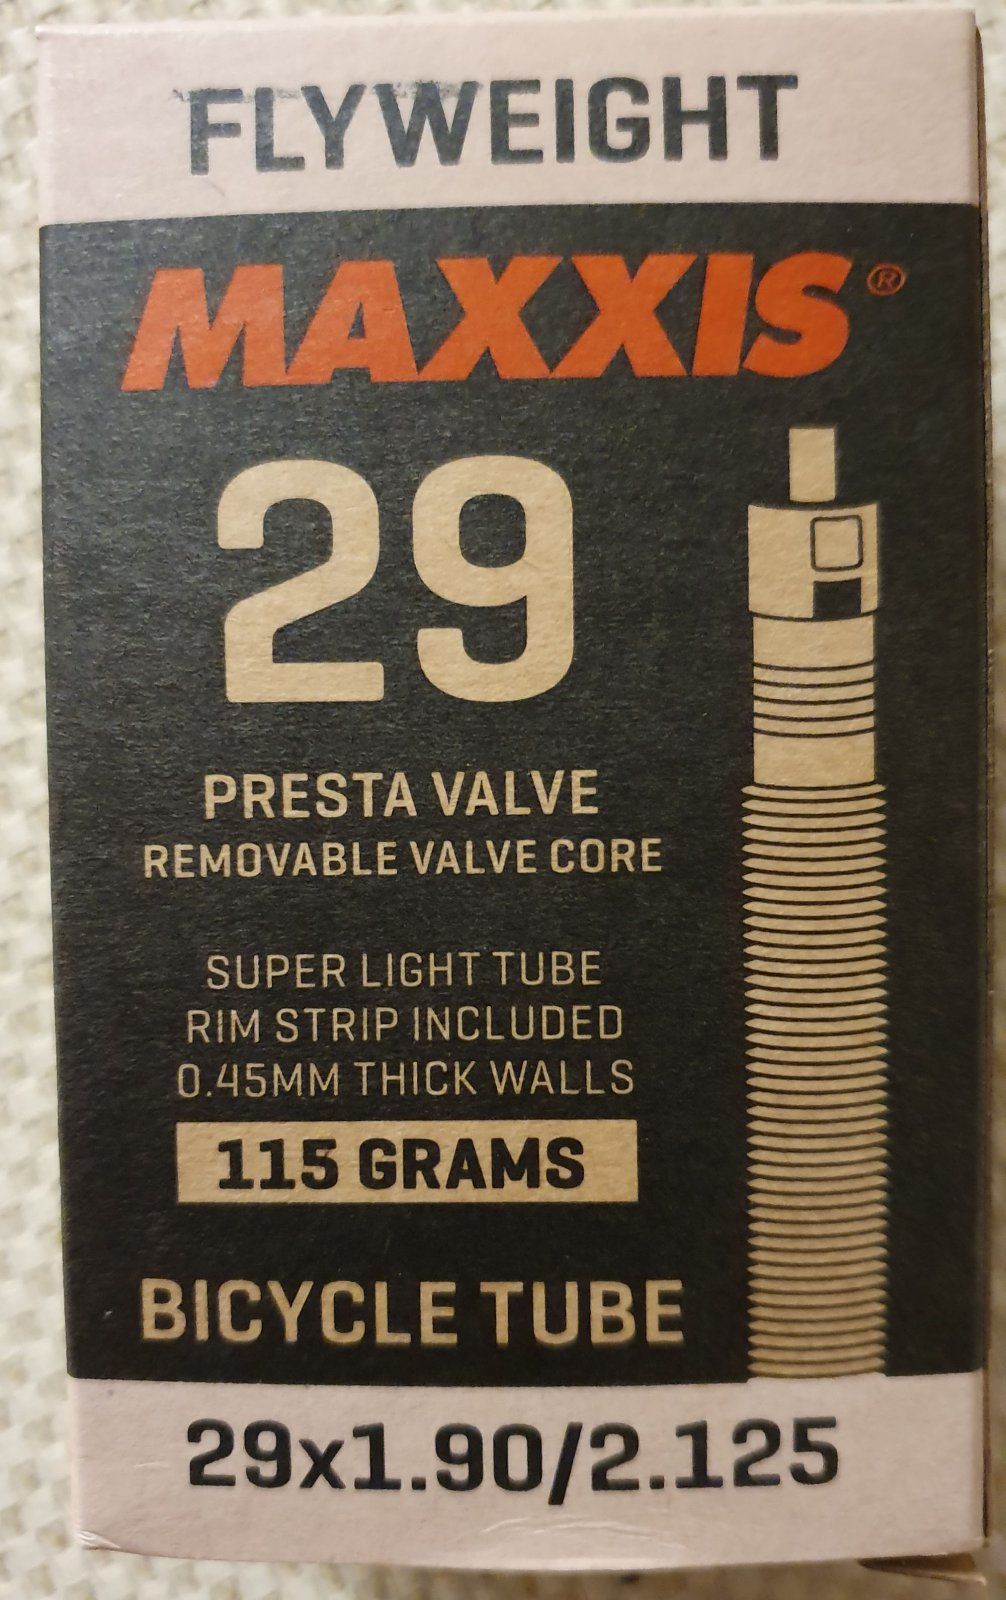 FLYWEIGHT
MAXXIS®
29
PRESTA VALVE
REMOVABLE VALVE CORE
SUPER LIGHT TUBE
RIM STRIP INCLUDED
0.45MM THICK WALLS
115 GRAMS
BICYCLE TUBE
29x1.90/2.125